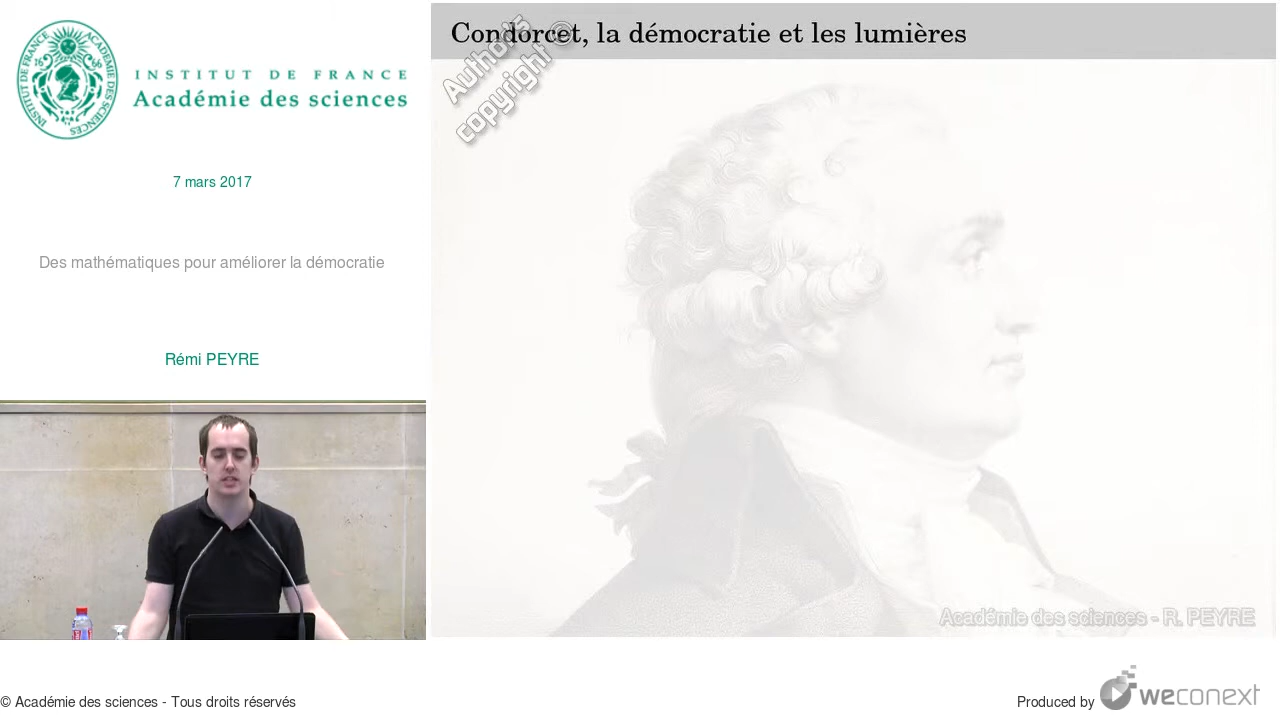 INSTITUT DE FRANCE
Académie des sciences
7 mars 2017
Des mathématiques pour améliorer la démocratie
Rémi PEYRE
Condorcet, la démocratie et les lumières
Authors
copyright ©
Académie des sciences - R. PEYRE
© Académie des sciences - Tous droits réservés
Produced by weconext